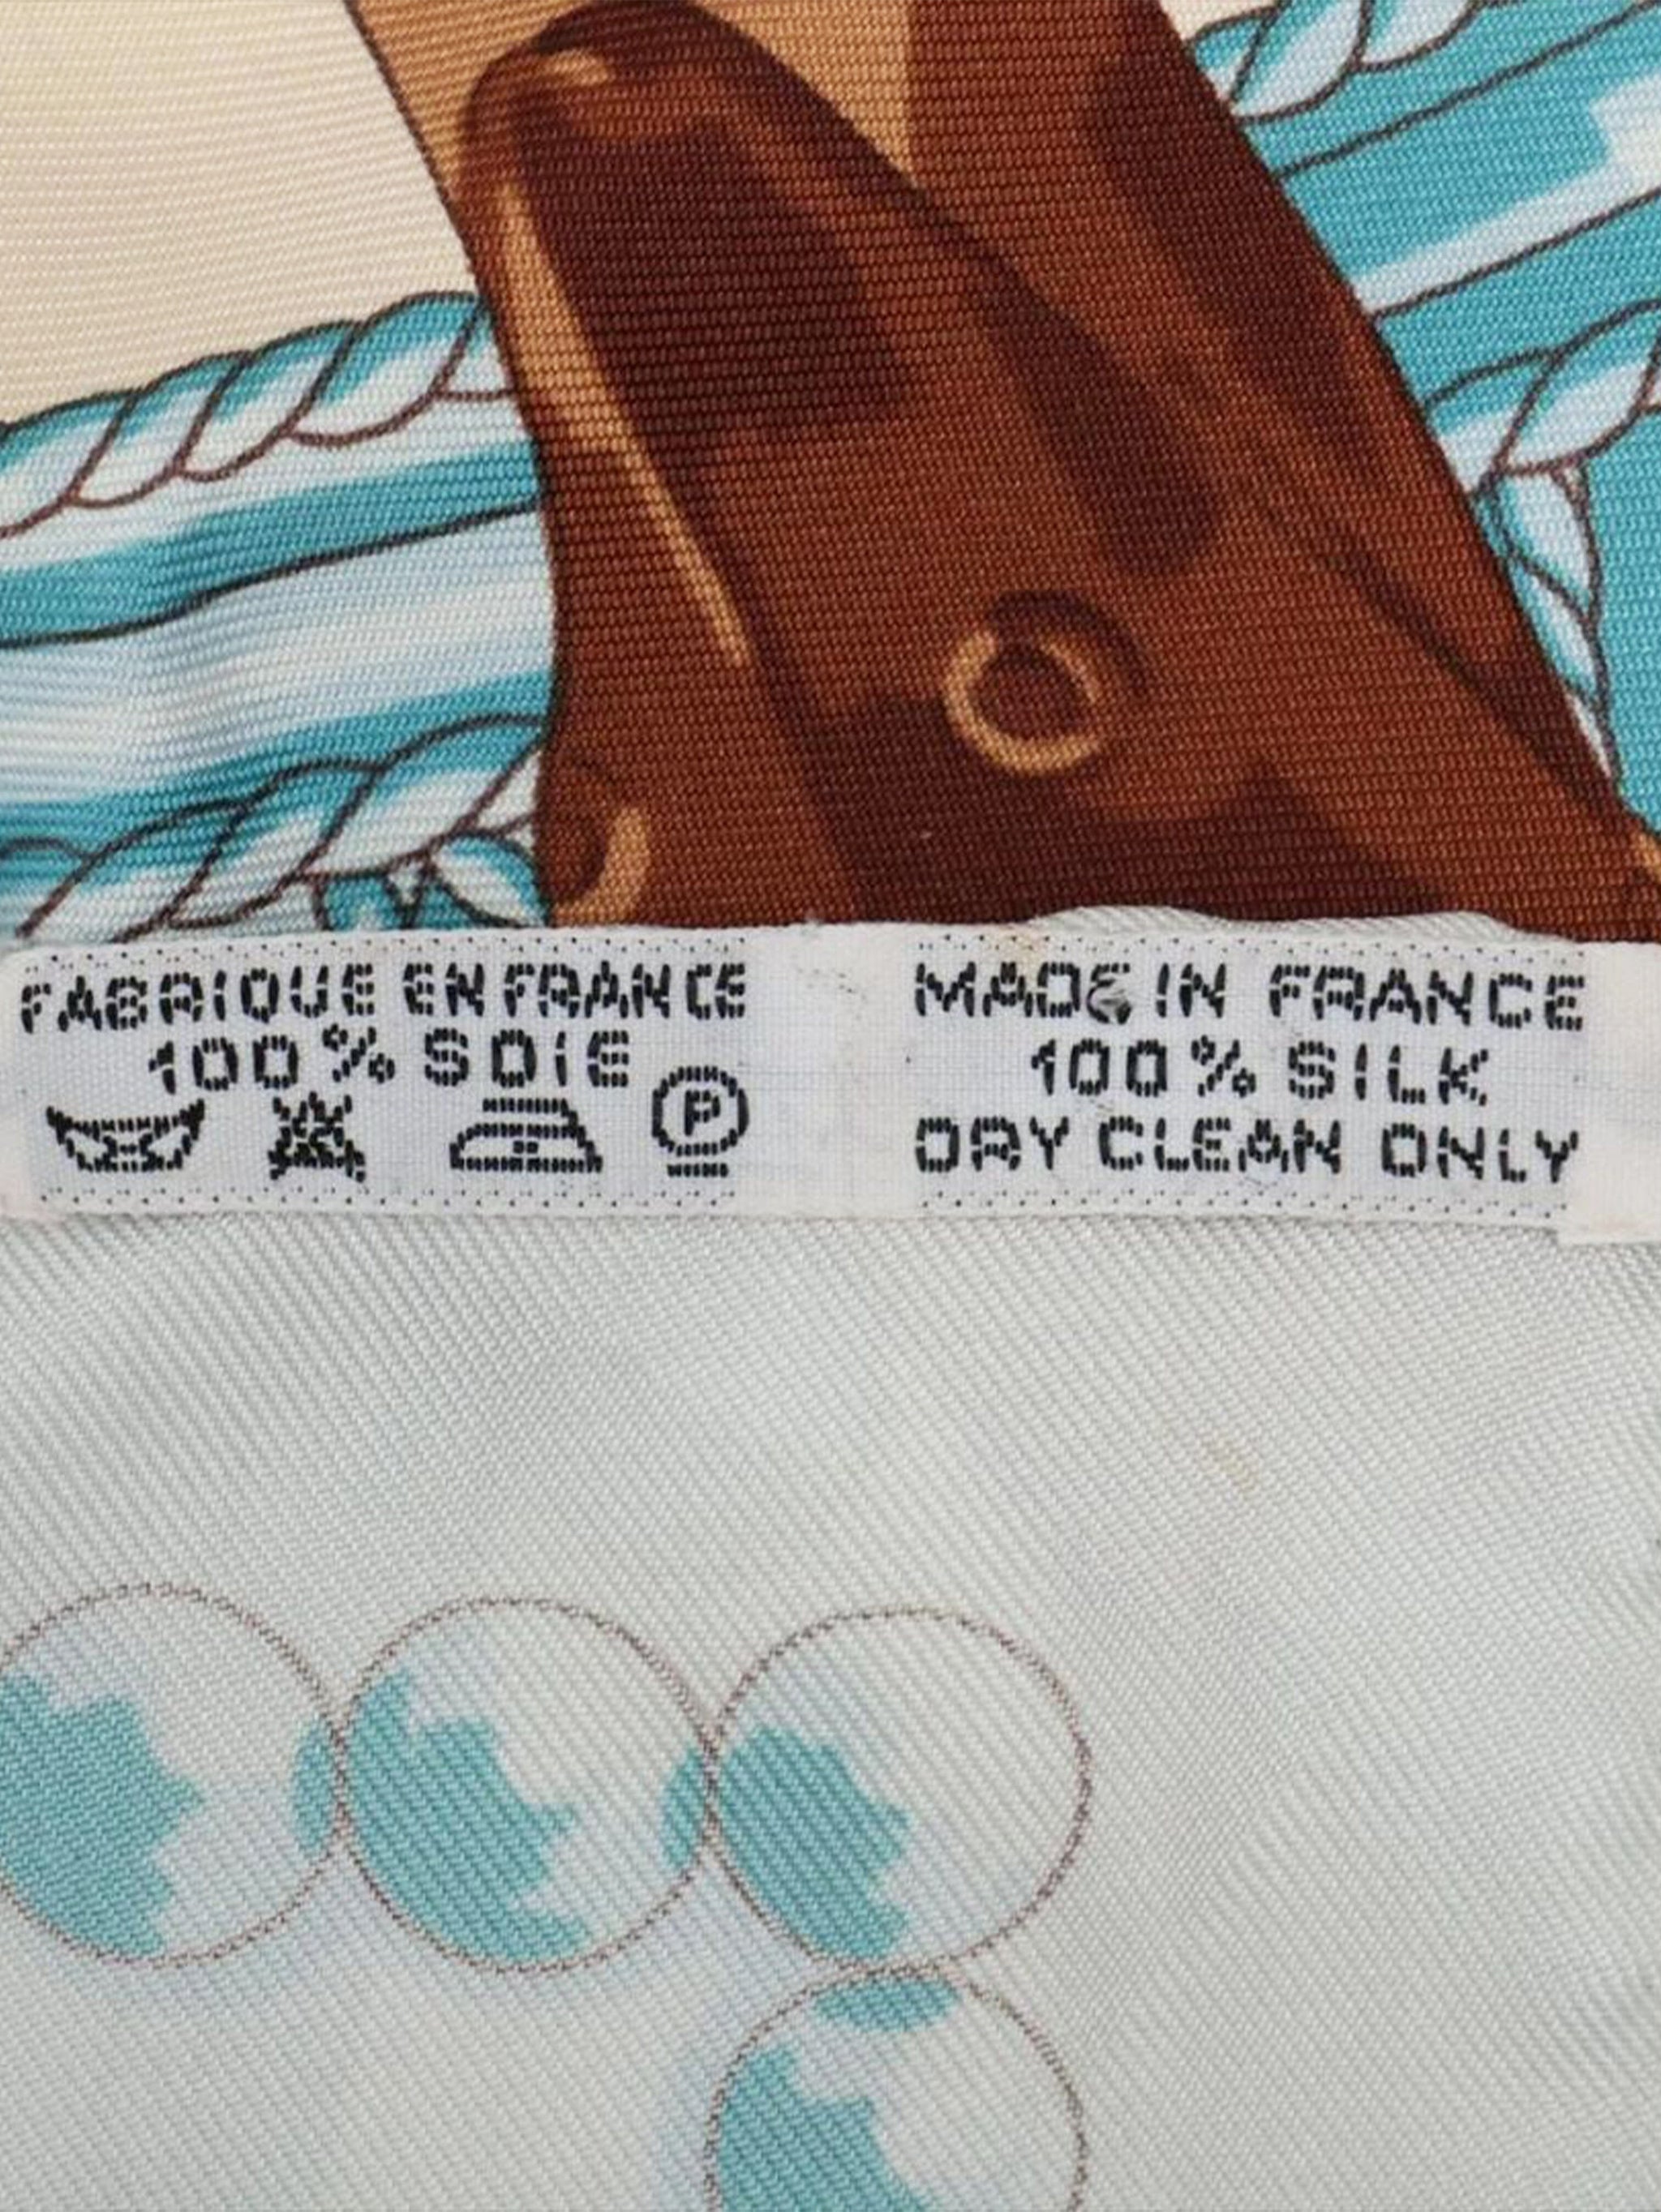 FABRIQUE EN FRANCE
100% SOIE
P
MADE IN FRANCE
100% SILK
DRY CLEAN ONLY